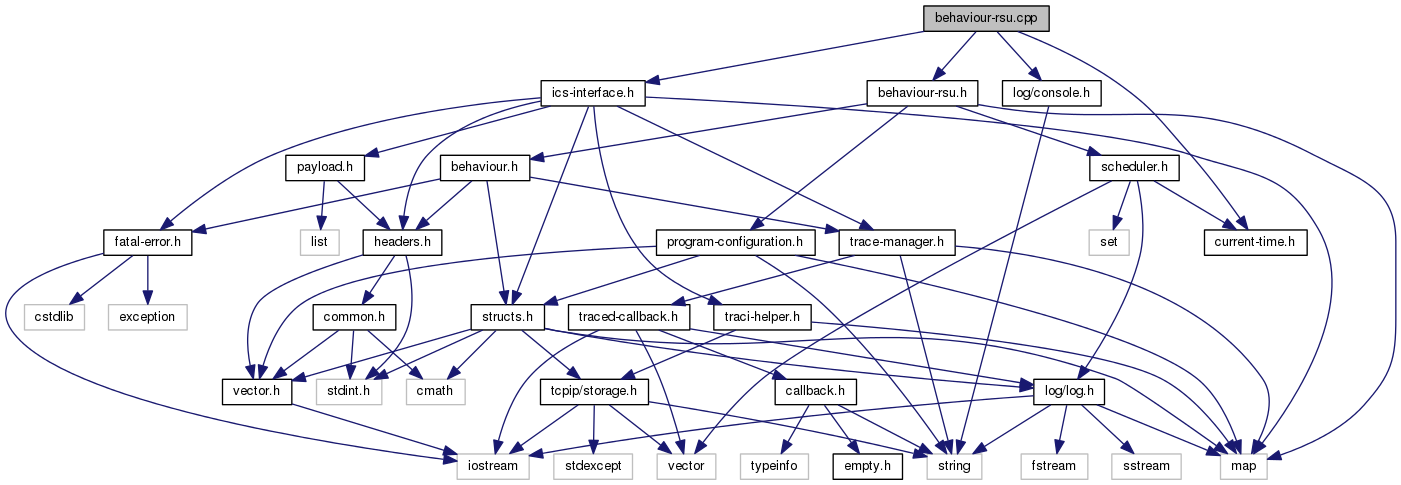 behaviour-rsu.cpp
ics-interface.h
behaviour-rsu.h
log/console.h
payload.h
behaviour.h
scheduler.h
fatal-error.h
list
headers.h
program-configuration.h
trace-manager.h
set
current-time.h
cstdlib
exception
common.h
structs.h
traced-callback.h
traci-helper.h
vector.h
stdint.h
cmath
tcpip/storage.h
callback.h
log/log.h
iostream
stdexcept
vector
typeinfo
empty.h
string
fstream
sstream
map